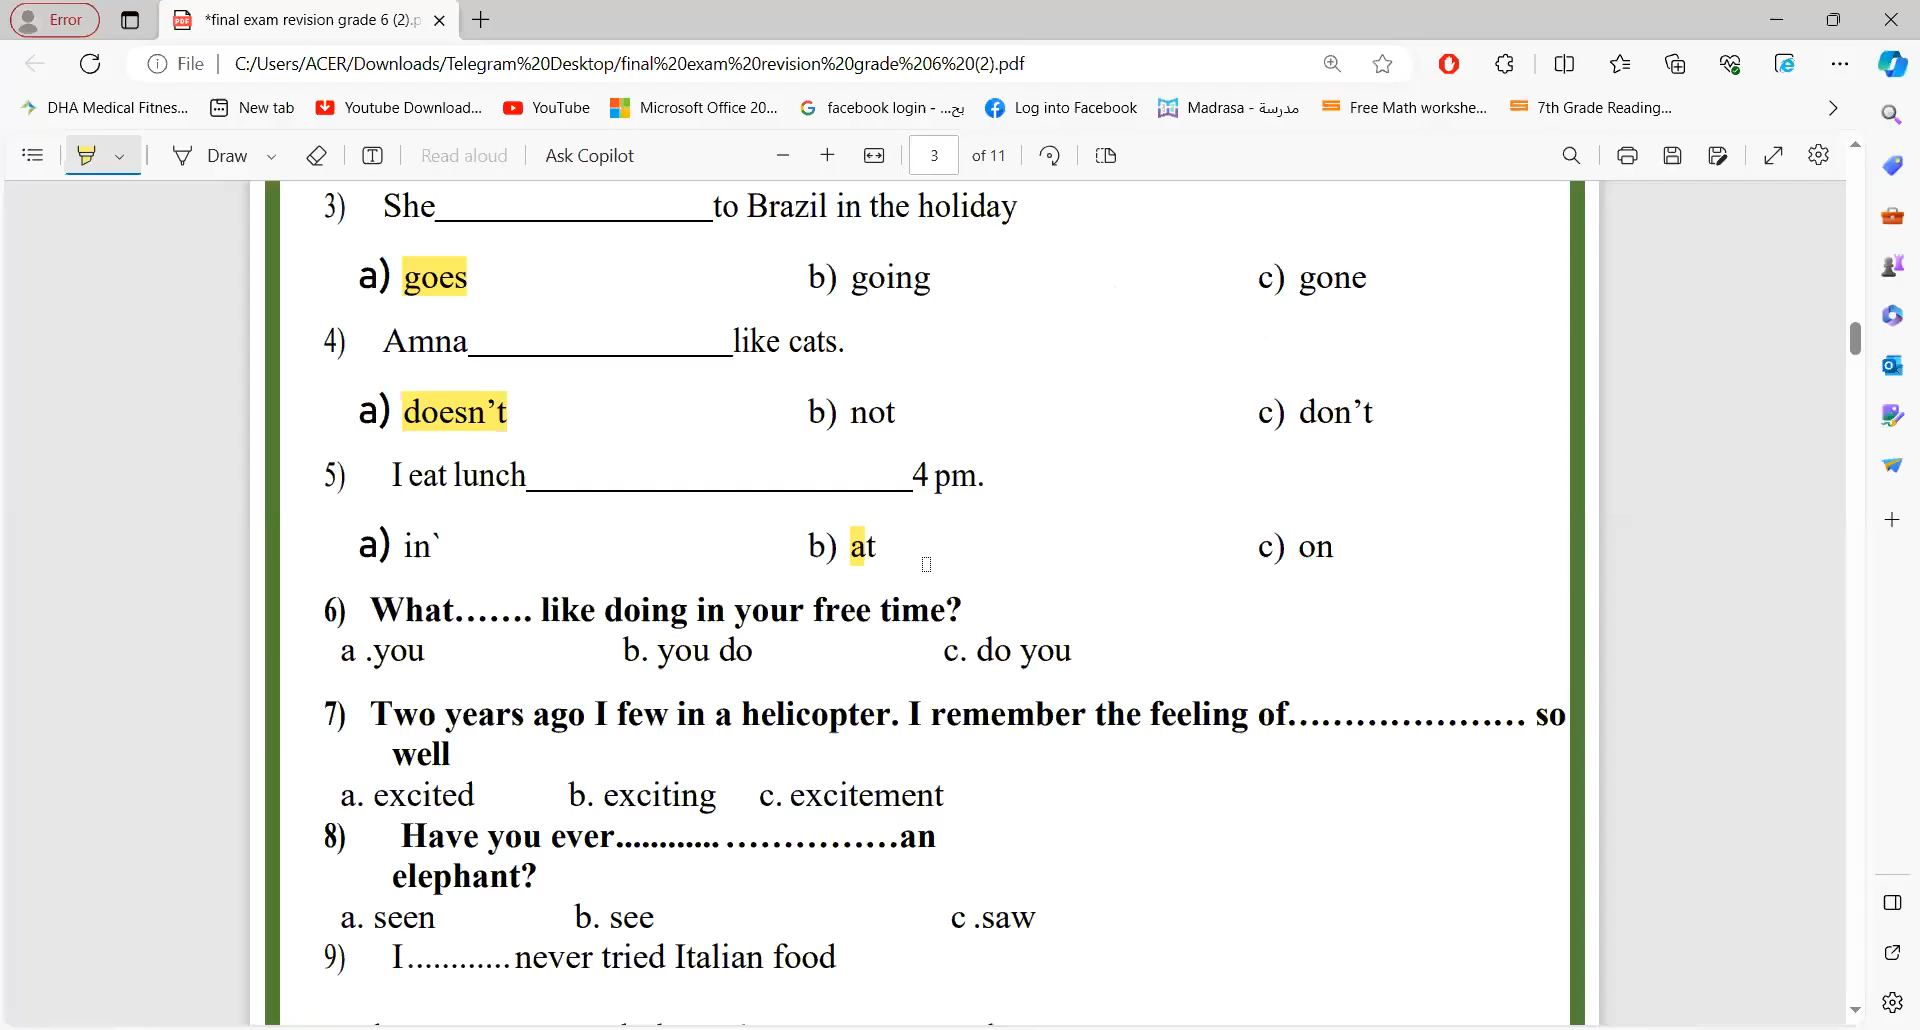 Error
*final exam revision grade 6 (2).p
File
C:/Users/ACER/Downloads/Telegram%20Desktop/final%20exam%20revision%20grade%206%20(2).pdf
DHA Medical Fitnes...
New tab
Youtube Download...
YouTube
Microsoft Office 20...
facebook login - ...بح
Log into Facebook
Madrasa - مدرسة
Free Math workshe...
7th Grade Reading...
Draw
Read aloud
Ask Copilot
3
of 11
3) She____________to Brazil in the holiday
a) goes b) going c) gone
4) Amna____________like cats.
a) doesn’t b) not c) don’t
5) I eat lunch____________4 pm.
a) in` b) at c) on
6) What……. like doing in your free time?
a .you b. you do c. do you
7) Two years ago I few in a helicopter. I remember the feeling of………………… so
well
a. excited b. exciting c. excitement
8) Have you ever............……………an
elephant?
a. seen b. see c .saw
9) I…………never tried Italian food